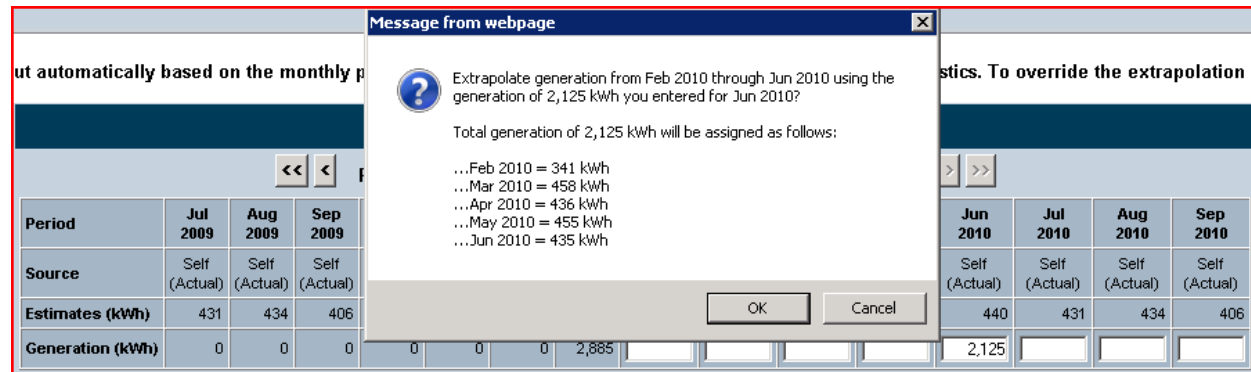 Message from webpage
ut automatically based on the monthly p
stics. To override the extrapolation
Extrapolate generation from Feb 2010 through Jun 2010 using the
generation of 2,125 kWh you entered for Jun 2010?
Total generation of 2,125 kWh will be assigned as follows:
...Feb 2010 = 341 kWh
...Mar 2010 = 458 kWh
...Apr 2010 = 436 kWh
...May 2010 = 455 kWh
...Jun 2010 = 435 kWh
OK Cancel
<< < > >>
Period Jul 2009 Aug 2009 Sep 2009 Jun 2010 Jul 2010 Aug 2010 Sep 2010
Source Self (Actual) Self (Actual) Self (Actual) Self (Actual) Self (Actual) Self (Actual) Self (Actual)
Estimates (kWh) 431 434 406 440 431 434 406
Generation (kWh) 0 0 0 0 0 0 2,885 2,125